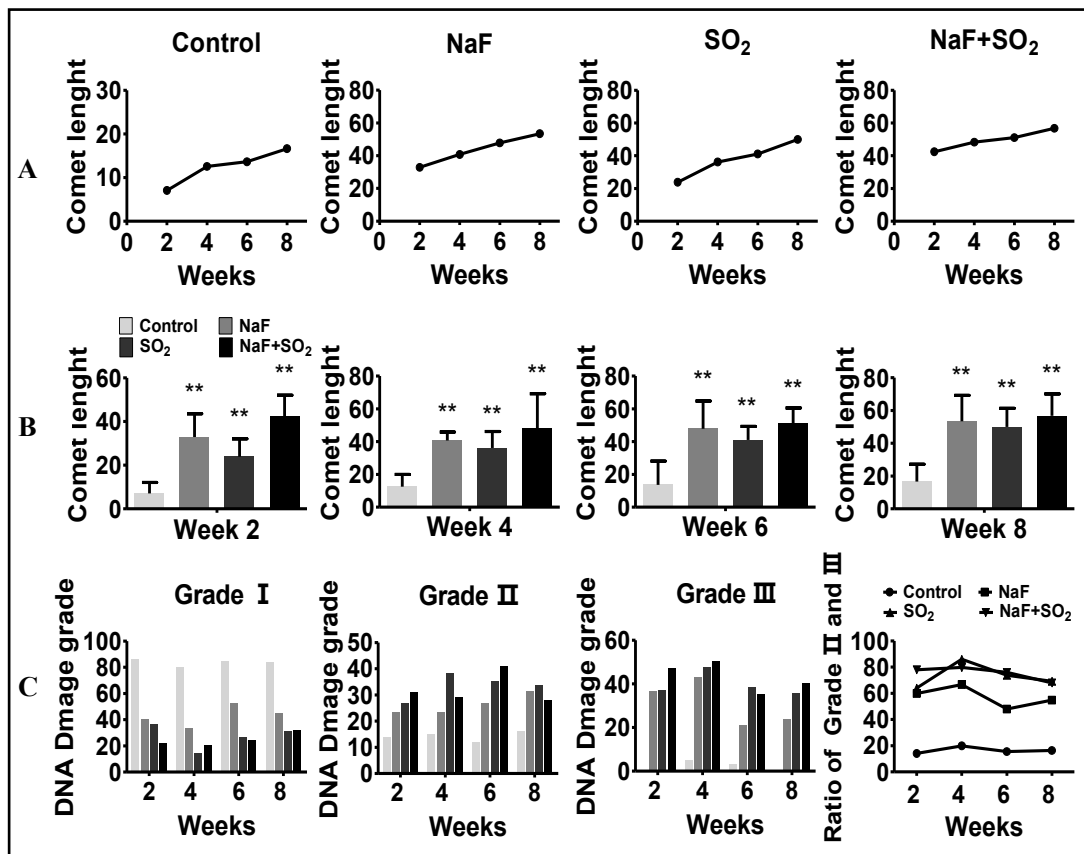 Control NaF SO₂ NaF+SO₂
A
Comet lenght
30
20
10
0
0 2 4 6 8
Weeks
Comet lenght
80
60
40
20
0
0 2 4 6 8
Weeks
Comet lenght
80
60
40
20
0
0 2 4 6 8
Weeks
Comet lenght
80
60
40
20
0
0 2 4 6 8
Weeks
B
Control NaF
SO₂ NaF+SO₂
Comet lenght
60
40
20
0
** ** **
Week 2
Comet lenght
80
60
40
20
0
** ** **
Week 4
Comet lenght
80
60
40
20
0
** ** **
Week 6
Comet lenght
80
60
40
20
0
** ** **
Week 8
C
Grade Ⅰ
DNA Dmage grade
100
80
60
40
20
0
2 4 6 8
Weeks
Grade Ⅱ
DNA Dmage grade
50
40
30
20
10
0
2 4 6 8
Weeks
Grade Ⅲ
DNA Dmage grade
60
40
20
0
2 4 6 8
Weeks
Control NaF
SO₂ NaF+SO₂
Ratio of Grade Ⅱ and Ⅲ
100
80
60
40
20
0
2 4 6 8
Weeks